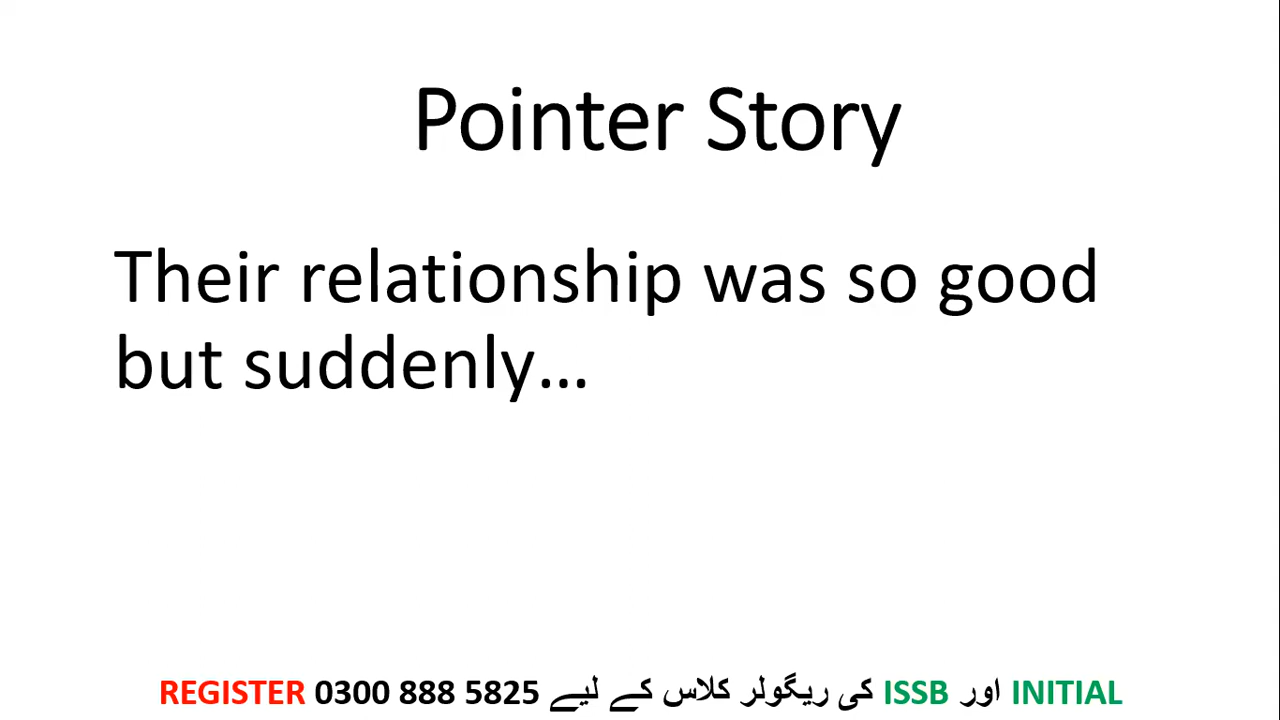 Pointer Story
Their relationship was so good
but suddenly…
INITIAL اور ISSB کی ریگولر کلاس کے لیے 0300 888 5825 REGISTER